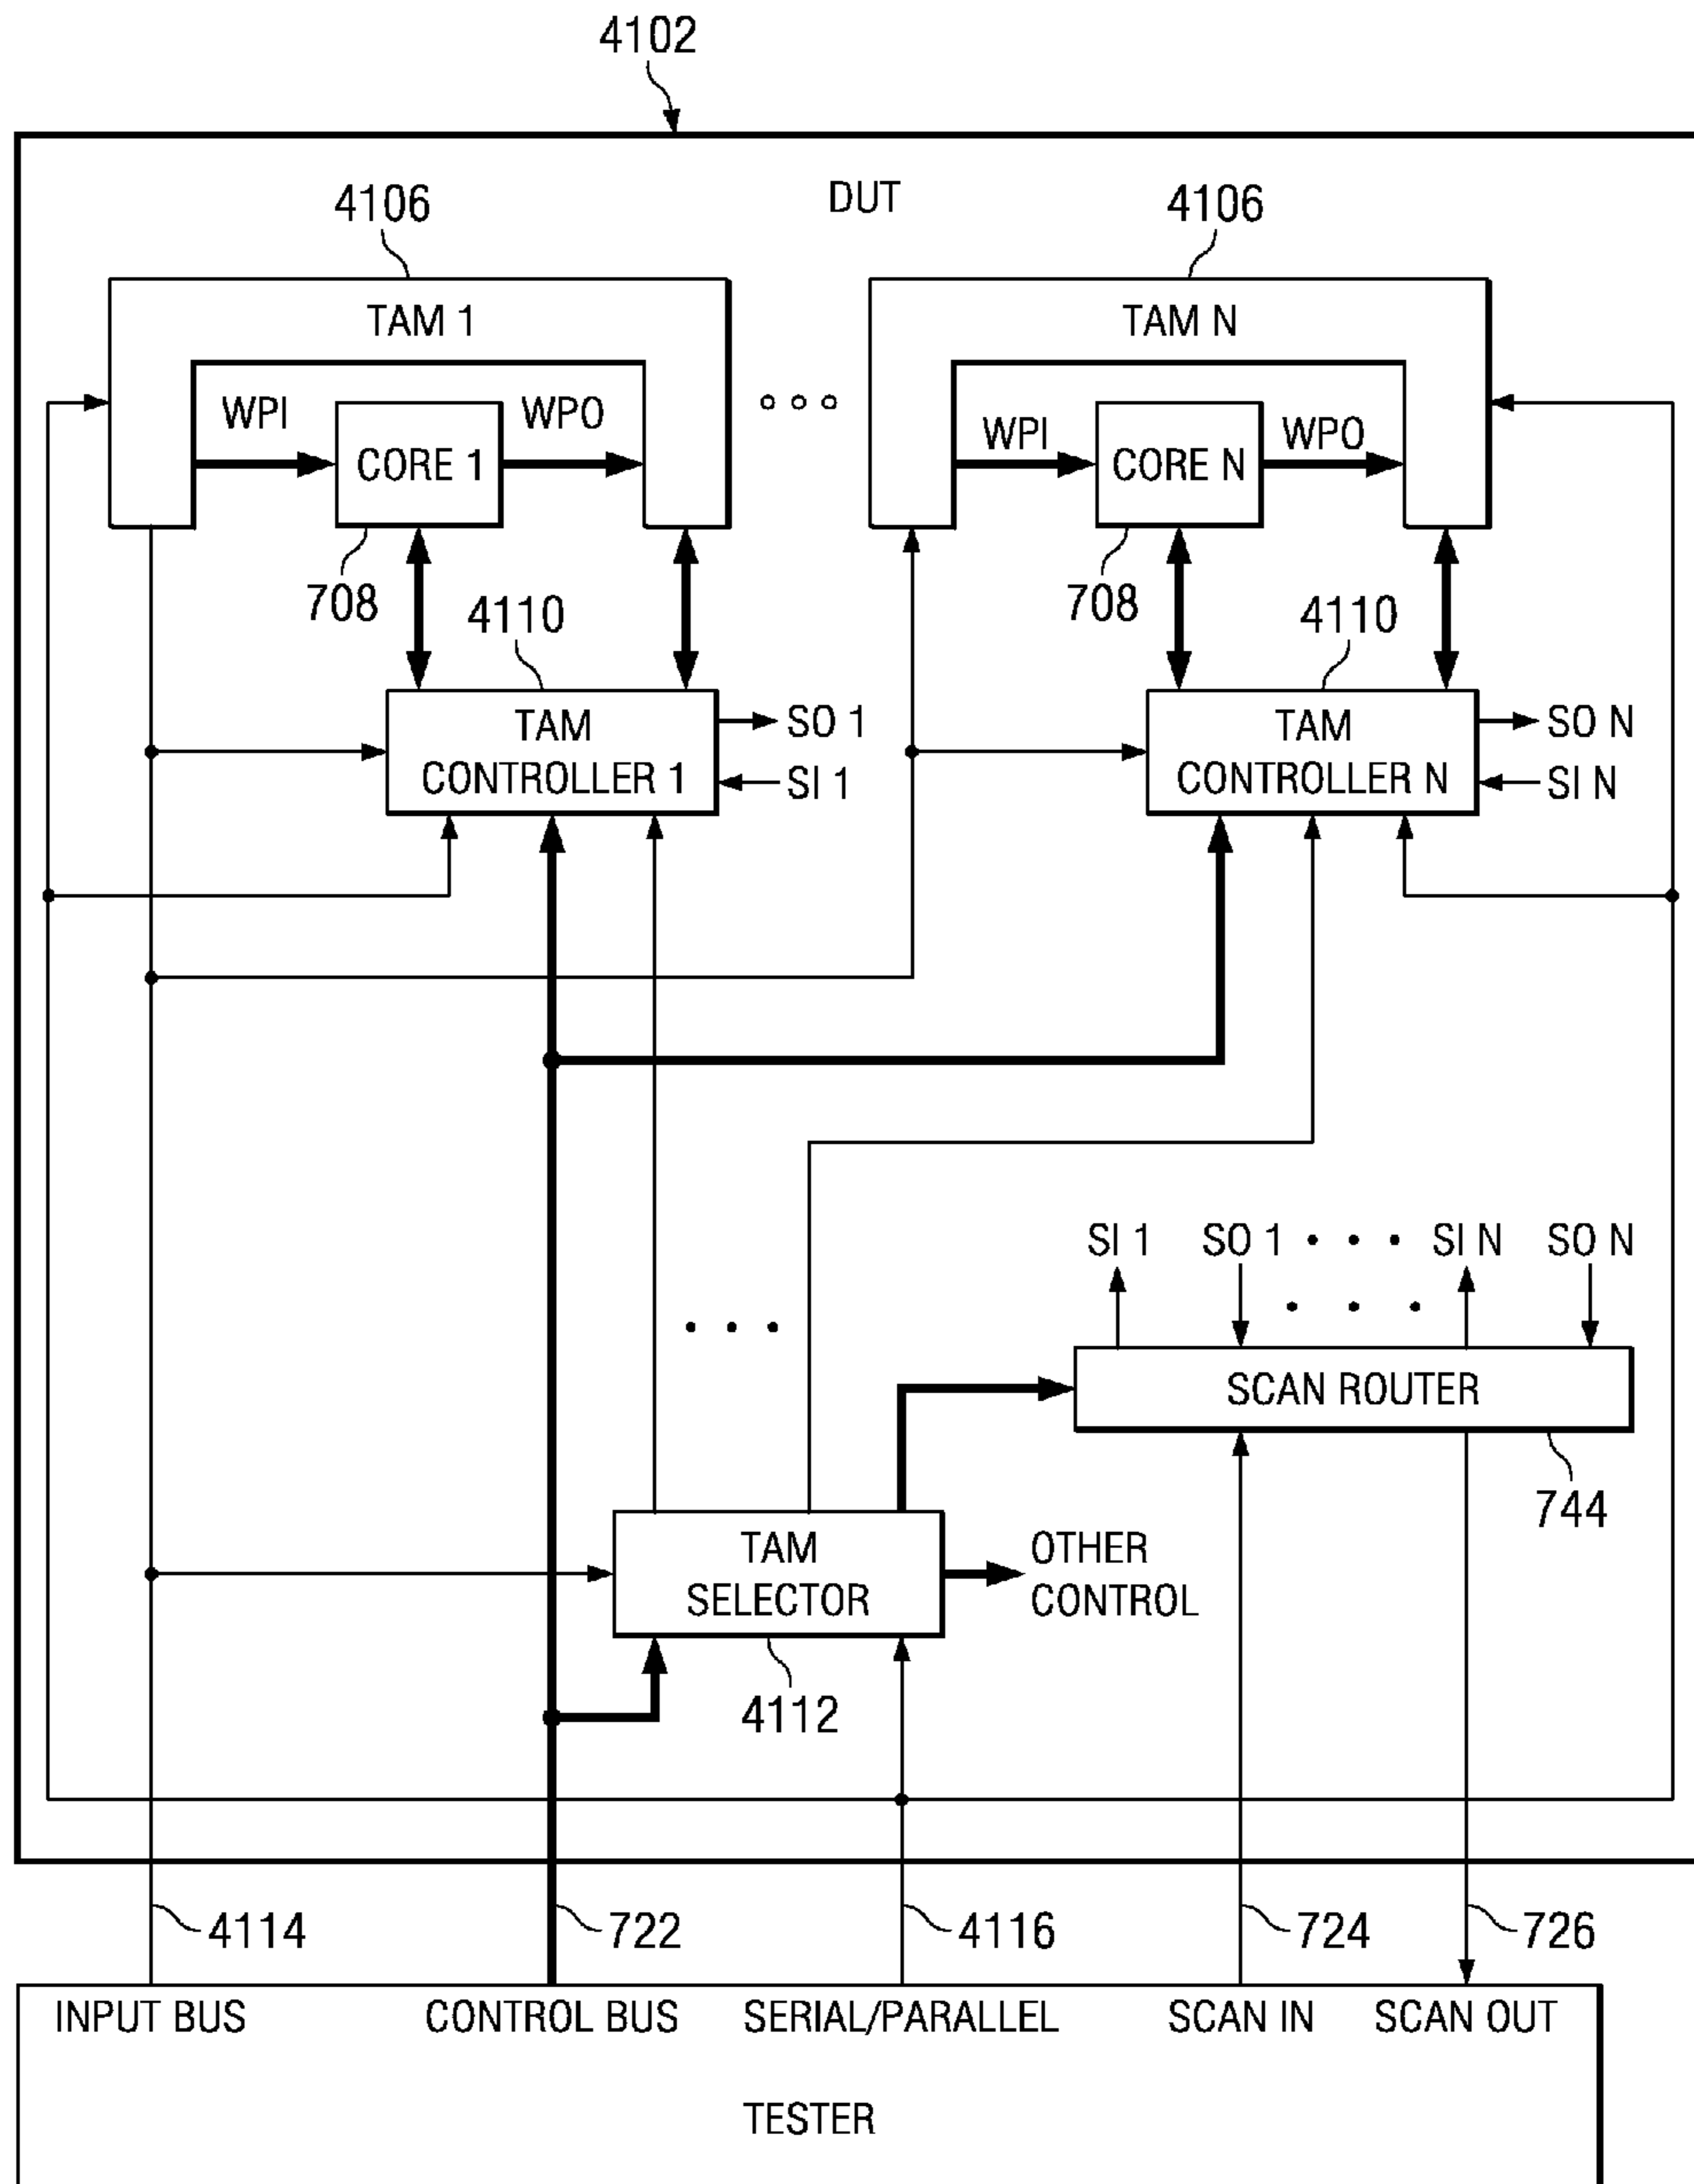 4102
DUT
4106
4106
TAM 1
TAM N
WPI
WPO
CORE 1
WPI
WPO
CORE N
708
4110
708
4110
TAM
CONTROLLER 1
SO 1
SI 1
TAM
CONTROLLER N
SO N
SI N
SI 1
SO 1
SI N
SO N
SCAN ROUTER
744
TAM
SELECTOR
OTHER
CONTROL
4112
4114
722
4116
724
726
INPUT BUS
CONTROL BUS
SERIAL/PARALLEL
SCAN IN
SCAN OUT
TESTER